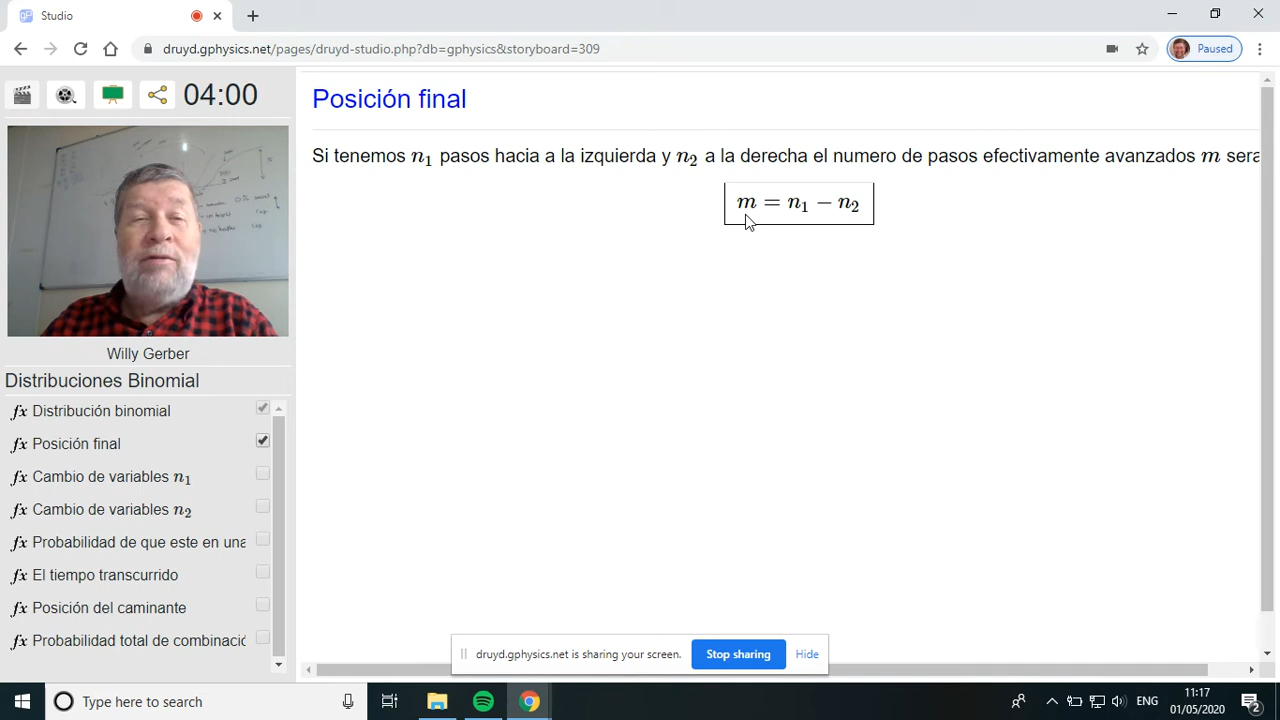 Studio
druyd.gphysics.net/pages/druyd-studio.php?db=gphysics&storyboard=309
Paused
04:00
Willy Gerber
Distribuciones Binomial
fx Distribución binomial
fx Posición final
fx Cambio de variables n₁
fx Cambio de variables n₂
fx Probabilidad de que este en una
fx El tiempo transcurrido
fx Posición del caminante
fx Probabilidad total de combinació
Posición final
Si tenemos n₁ pasos hacia a la izquierda y n₂ a la derecha el numero de pasos efectivamente avanzados m sera
m = n₁ − n₂
druyd.gphysics.net is sharing your screen. Stop sharing Hide
Type here to search
ENG
11:17
01/05/2020
2